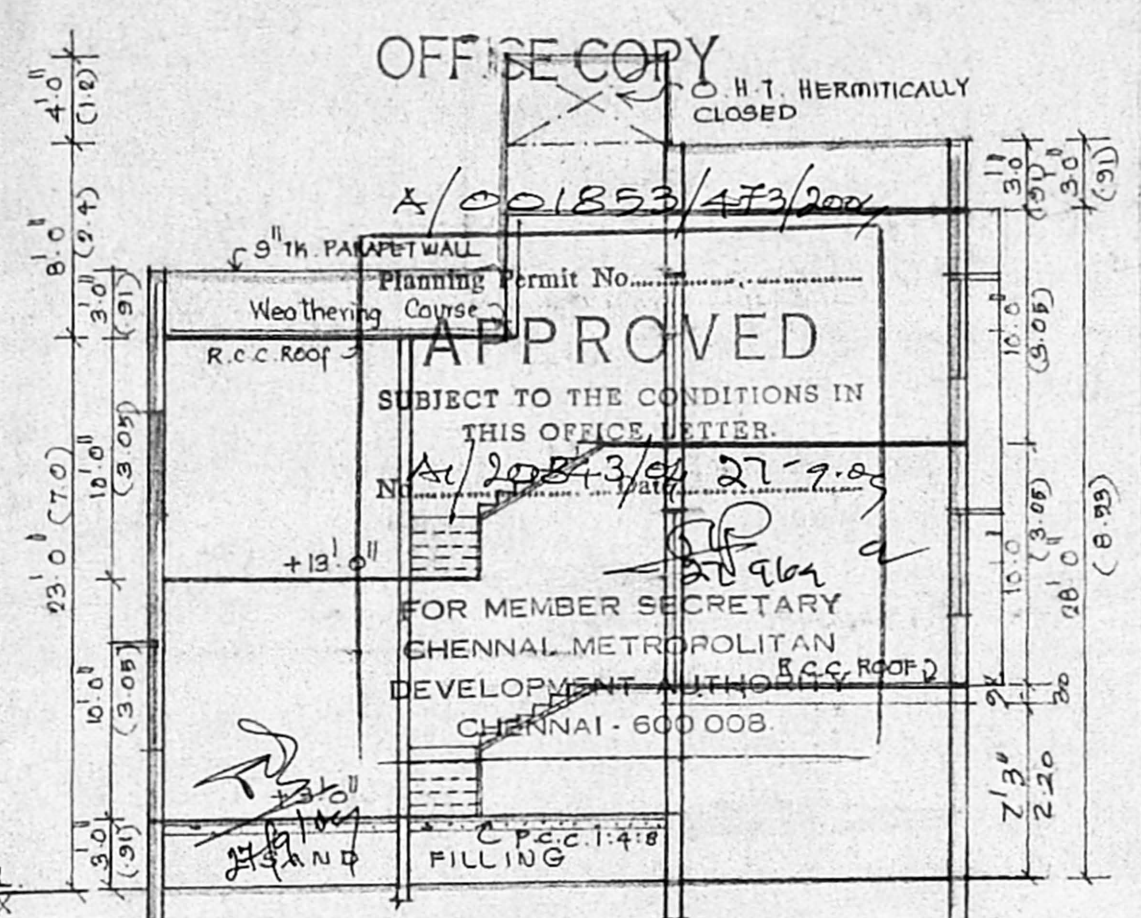 OFFICE COPY
O.H.T. HERMITICALLY
CLOSED
A/001853/473/2004
9" TK. PARAPET WALL
Planning Permit No.
Weathering Course
APPROVED
R.C.C. ROOF
SUBJECT TO THE CONDITIONS IN
THIS OFFICE LETTER.
No. A1/20843/04 Date 27-9-04
+13'0"
FOR MEMBER SECRETARY
CHENNAI METROPOLITAN
R.C.C. ROOF
DEVELOPMENT AUTHORITY
CHENNAI - 600 008.
+3'0"
SAND FILLING
P.C.C. 1:4:8
4'0"
(1.2)
8'0"
(2.4)
3'0"
(.91)
23'0" (7.0)
10'0"
(3.05)
10'0"
(3.05)
3'0"
(.91)
3'0"
(.91)
3'0"
(.91)
10'0"
(3.05)
10'0
(3.05)
28'0
(8.53)
7'3"
2.20